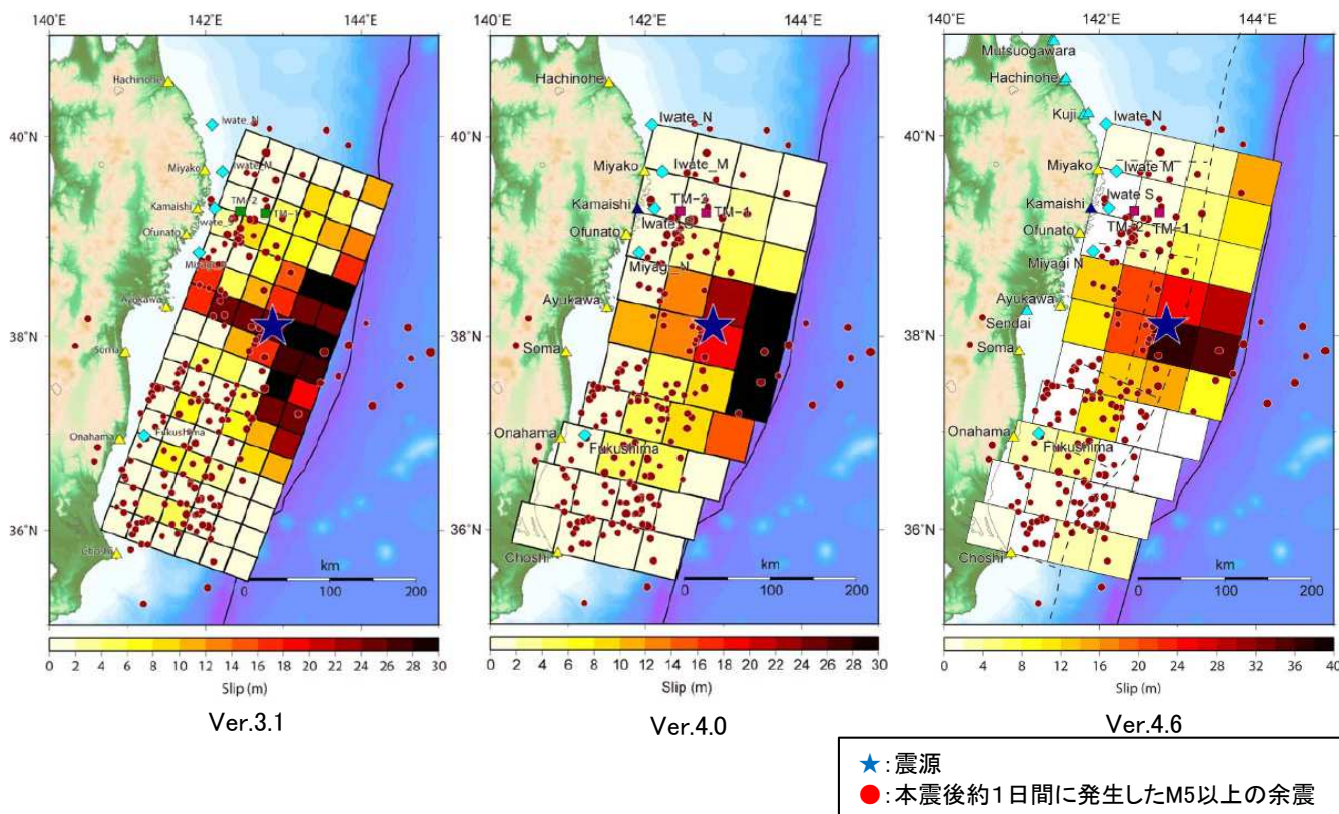 140°E 142°E 144°E
Hachinohe
Iwate_N
40°N
Miyako
Iwate_N
Kamaishi
TM-2
TM-1
Ofunato
Iwate_S
Miyagi_N
Ayukawa
38°N
Soma
Onahama
Fukushima
36°N
Choshi
km
0 100 200
0 2 4 6 8 10 12 14 16 18 20 22 24 26 28 30
Slip (m)
Ver.3.1
140°E 142°E 144°E
Hachinohe
40°N
Iwate_N
Miyako
Iwate_M
Kamaishi
TM-2
TM-1
Ofunato
Iwate_S
Miyagi_N
Ayukawa
38°N
Soma
Onahama
Fukushima
36°N
Choshi
km
0 100 200
0 2 4 6 8 10 12 14 16 18 20 22 24 26 28 30
Slip (m)
Ver.4.0
140°E 142°E 144°E
Mutsuogawara
Hachinohe
Kuji
40°N
Iwate N
Miyako
Iwate M
Iwate S
Kamaishi
TM-2
TM-1
Ofunato
Miyagi N
Ayukawa
Sendai
38°N
Soma
Onahama
Fukushima
36°N
Choshi
km
0 100 200
0 4 8 12 16 20 24 28 32 36 40
Slip (m)
Ver.4.6
★:震源
●:本震後約１日間に発生したM5以上の余震